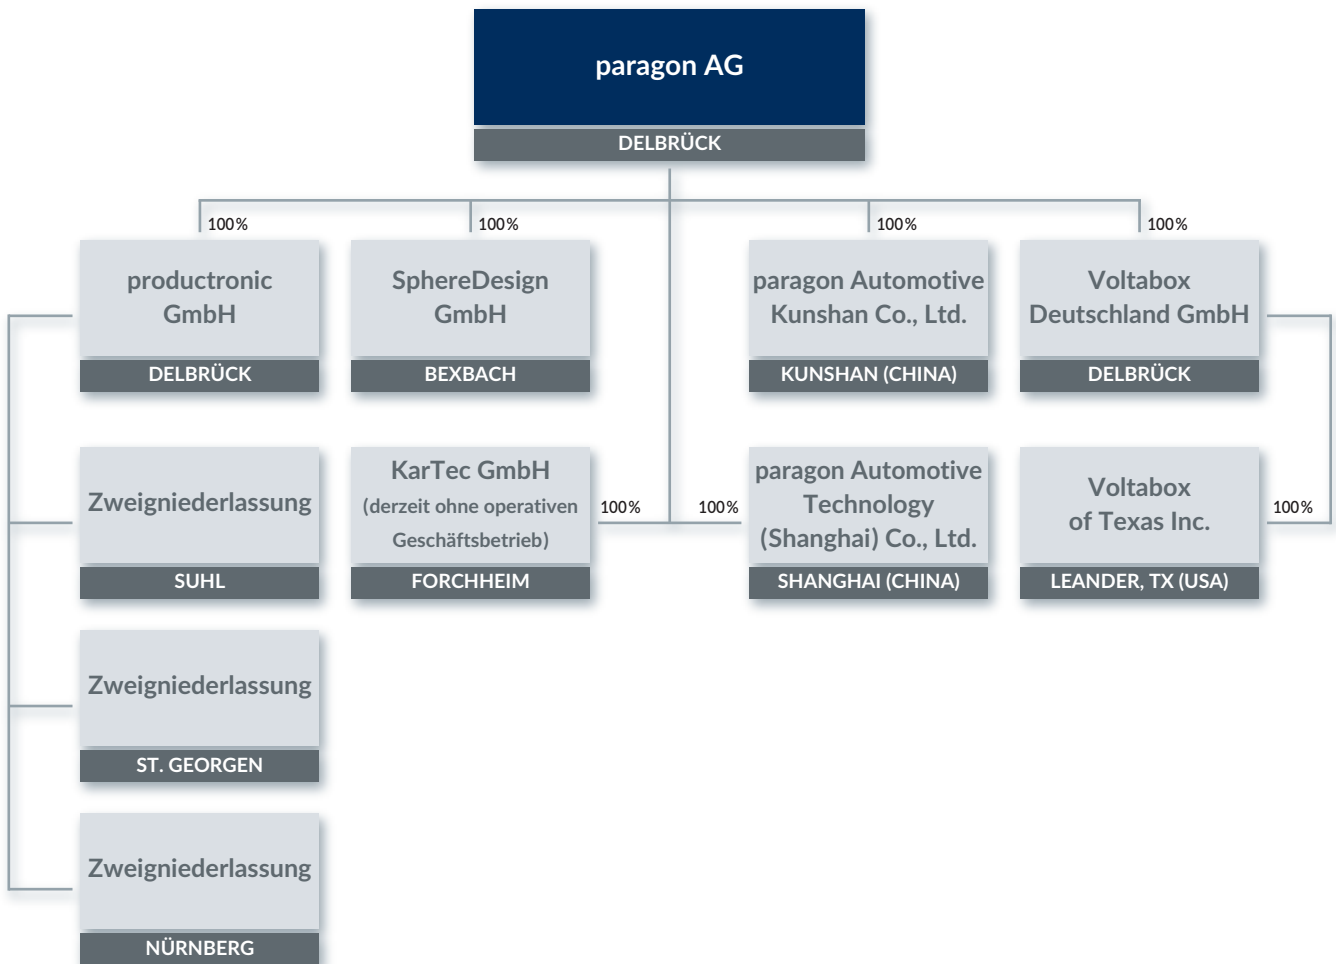 paragon AG
DELBRÜCK
100%
100%
100%
100%
productronic
GmbH
DELBRÜCK
SphereDesign
GmbH
BEXBACH
paragon Automotive
Kunshan Co., Ltd.
KUNSHAN (CHINA)
Voltabox
Deutschland GmbH
DELBRÜCK
Zweigniederlassung
SUHL
KarTec GmbH
(derzeit ohne operativen
Geschäftsbetrieb)
FORCHHEIM
100%
100%
paragon Automotive
Technology
(Shanghai) Co., Ltd.
SHANGHAI (CHINA)
Voltabox
of Texas Inc.
LEANDER, TX (USA)
100%
Zweigniederlassung
ST. GEORGEN
Zweigniederlassung
NÜRNBERG